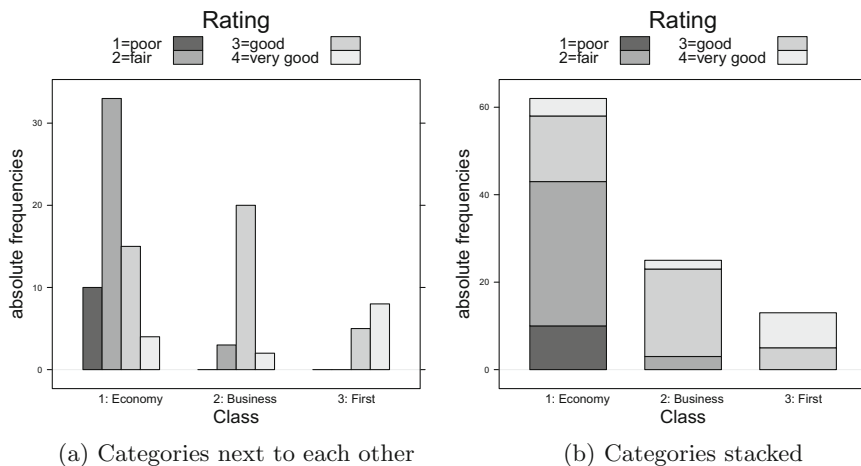 Rating
1=poor 3=good
2=fair 4=very good
absolute frequencies
30
20
10
0
1: Economy 2: Business 3: First
Class
(a) Categories next to each other
Rating
1=poor 3=good
2=fair 4=very good
absolute frequencies
60
40
20
0
1: Economy 2: Business 3: First
Class
(b) Categories stacked